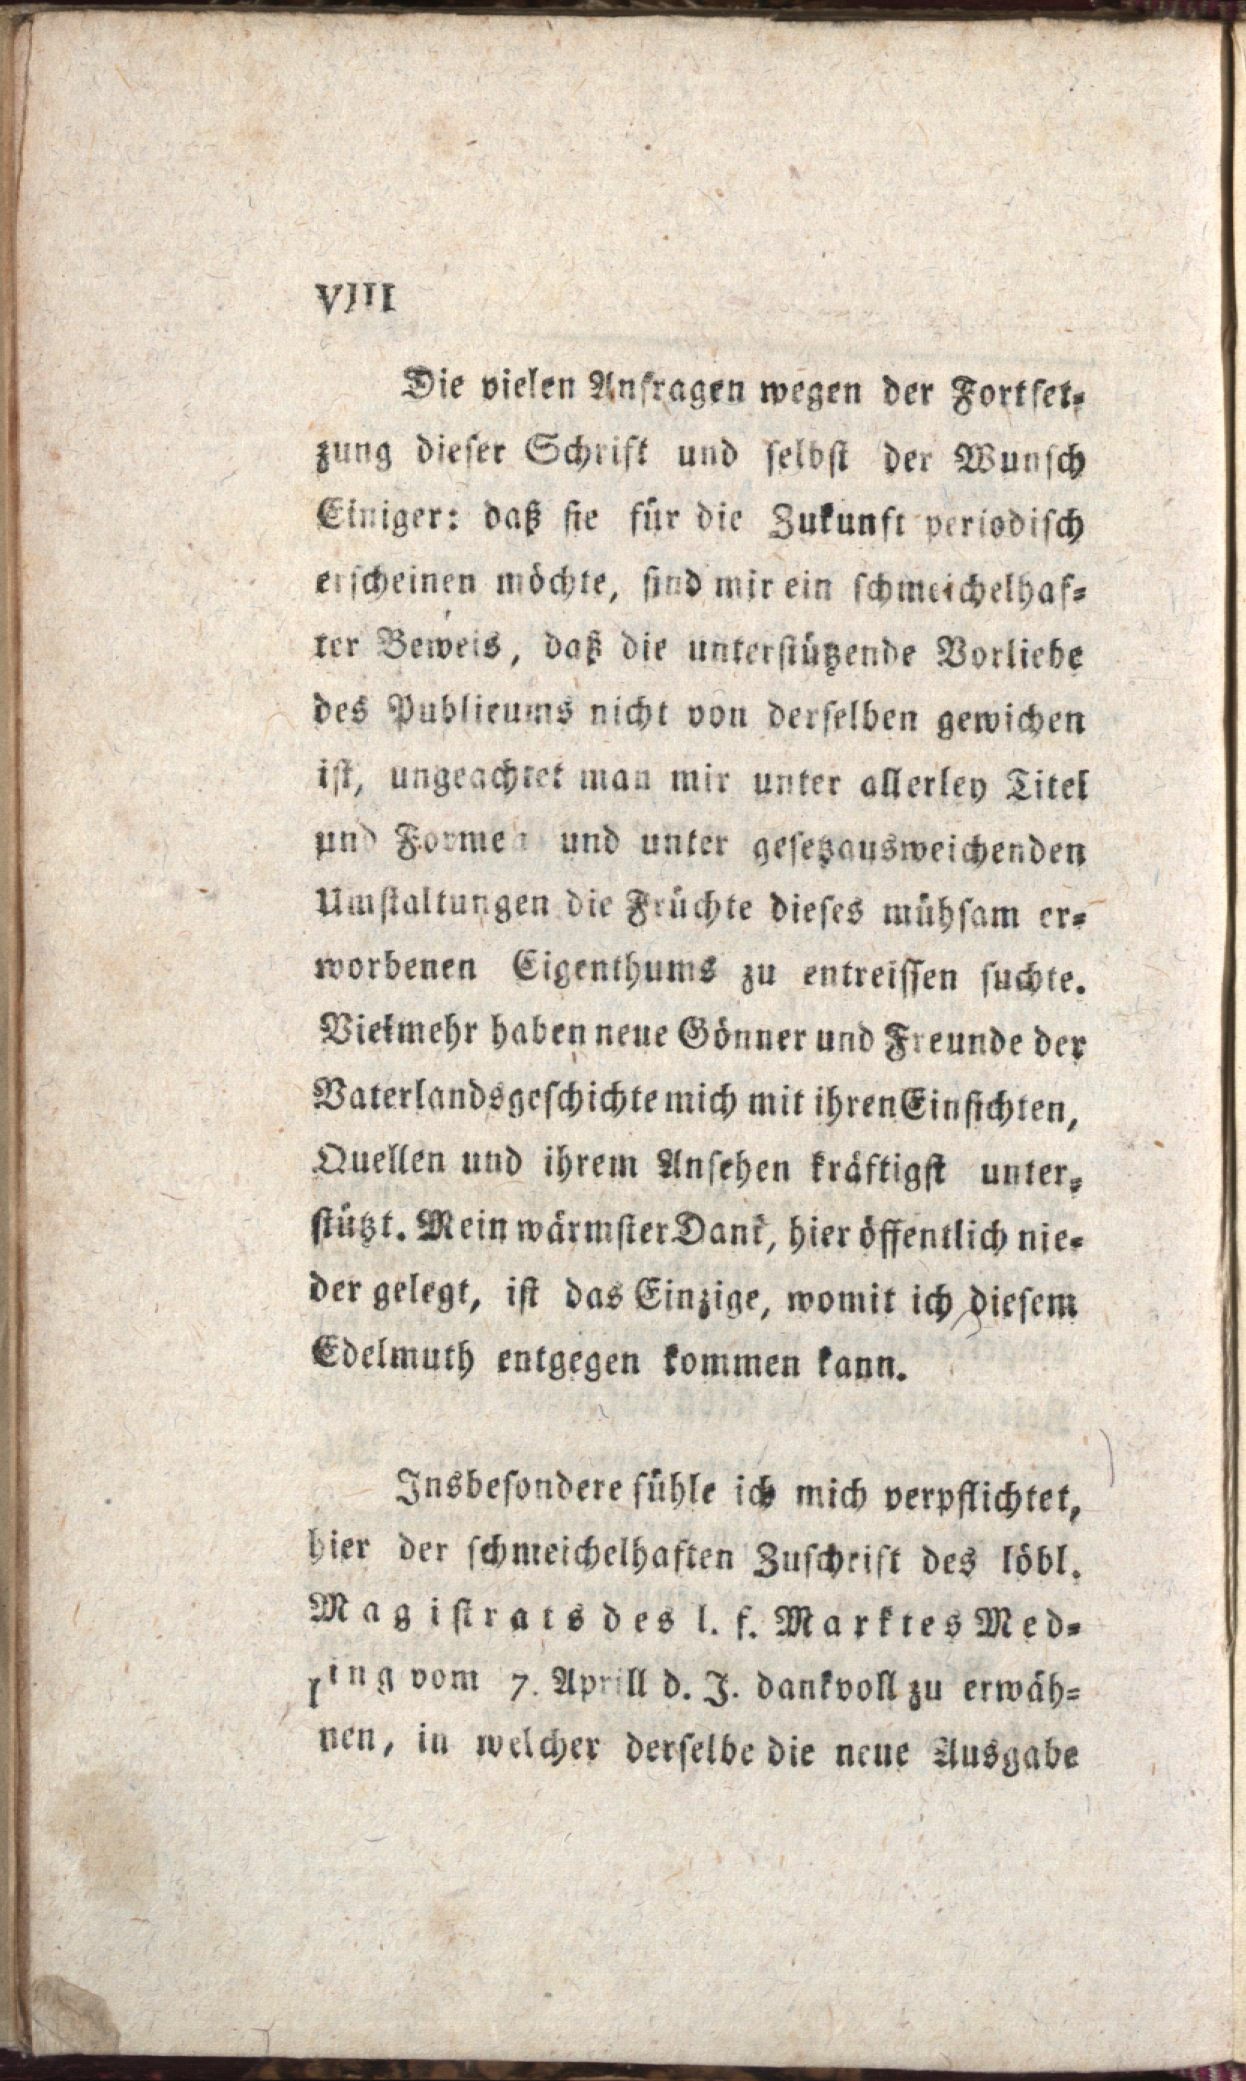 VIII
Die vielen Anfragen wegen der Fortset-
zung dieser Schrift und selbst der Wunsch
Einiger: daß sie für die Zukunft periodisch
erscheinen möchte, sind mir ein schmeichelhaf-
ter Beweis, daß die unterstützende Vorliebe
des Publicums nicht von derselben gewichen
ist, ungeachtet man mir unter allerley Titel
und Formen und unter gesetzausweichenden
Umstaltungen die Früchte dieses mühsam er-
worbenen Eigenthums zu entreissen suchte.
Vielmehr haben neue Gönner und Freunde der
Vaterlandsgeschichte mich mit ihren Einsichten,
Quellen und ihrem Ansehen kräftigst unter-
stützt. Mein wärmster Dank, hier öffentlich nie-
der gelegt, ist das Einzige, womit ich diesem
Edelmuth entgegen kommen kann.
Insbesondere fühle ich mich verpflichtet,
hier der schmeichelhaften Zuschrift des löbl.
Magistrats des l. f. Marktes Med-
ling vom 7. Aprill d. J. dankvoll zu erwäh-
nen, in welcher derselbe die neue Ausgabe